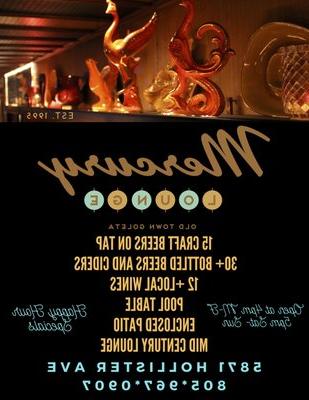 EST. 1995
Mercury
LOUNGE
OLD TOWN GOLETA
15 CRAFT BEERS ON TAP
30+ BOTTLED BEERS AND CIDERS
12 +LOCAL WINES
POOL TABLE
ENCLOSED PATIO
MID CENTURY LOUNGE
Open at 4pm M-F
5pm Sat- Sun
Happy Hour
Specials
5871 HOLLISTER AVE
805*967*0907